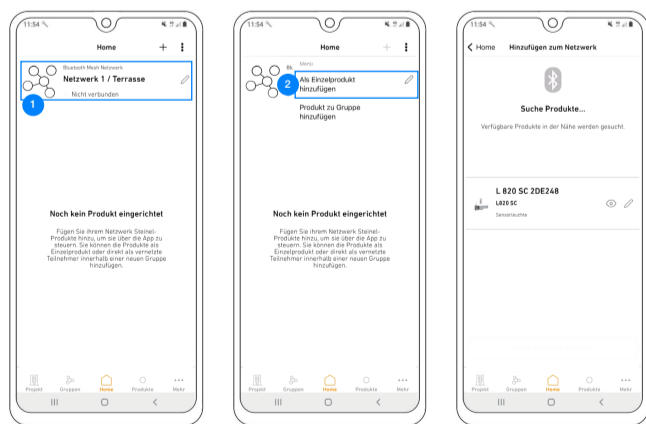 11:54
Home
Bluetooth Mesh Netzwerk
Netzwerk 1 / Terrasse
Nicht verbunden
1
Noch kein Produkt eingerichtet
Fügen Sie ihrem Netzwerk Steinel-
Produkte hinzu, um sie über die App zu
steuern. Sie können die Produkte als
Einzelprodukt oder direkt als vernetzte
Teilnehmer innerhalb einer neuen Gruppe
hinzufügen.
Projekt
Gruppen
Home
Produkte
Mehr
11:54
Home
Menü
2
Als Einzelprodukt
hinzufügen
Produkt zu Gruppe
hinzufügen
Noch kein Produkt eingerichtet
Fügen Sie ihrem Netzwerk Steinel-
Produkte hinzu, um sie über die App zu
steuern. Sie können die Produkte als
Einzelprodukt oder direkt als vernetzte
Teilnehmer innerhalb einer neuen Gruppe
hinzufügen.
Projekt
Gruppen
Home
Produkte
Mehr
11:54
Home
Hinzufügen zum Netzwerk
Suche Produkte...
Verfügbare Produkte in der Nähe werden gesucht.
L 820 SC 2DE248
L820 SC
Sensorleuchte
Projekt
Gruppen
Home
Produkte
Mehr